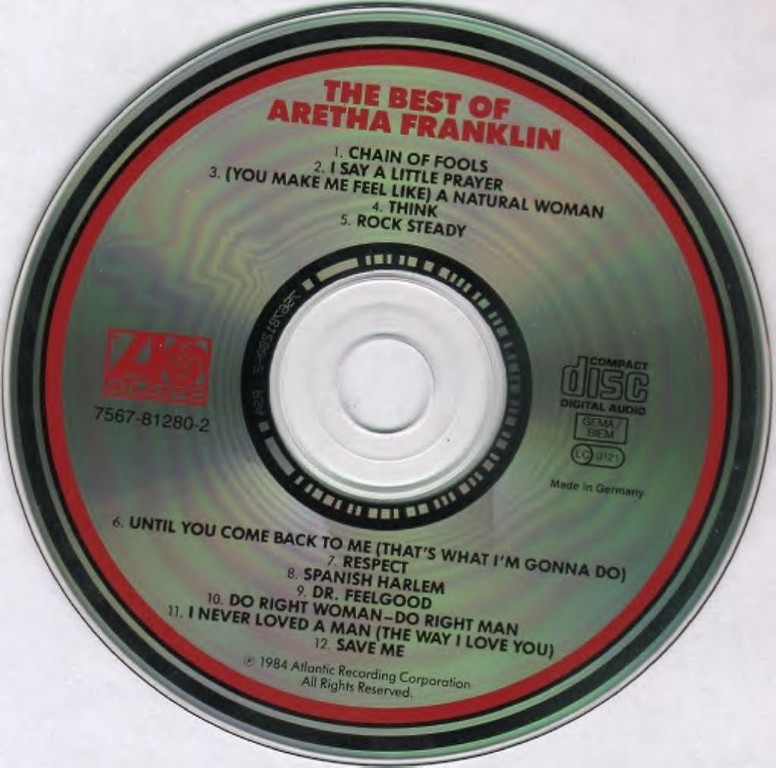 THE BEST OF
ARETHA FRANKLIN
1. CHAIN OF FOOLS
2. I SAY A LITTLE PRAYER
3. (YOU MAKE ME FEEL LIKE) A NATURAL WOMAN
4. THINK
5. ROCK STEADY
ATLANTIC
7567-81280-2
COMPACT
disc
DIGITAL AUDIO
GEMA/
BIEM
LC 0121
Made in Germany
6. UNTIL YOU COME BACK TO ME (THAT'S WHAT I'M GONNA DO)
7. RESPECT
8. SPANISH HARLEM
9. DR. FEELGOOD
10. DO RIGHT WOMAN–DO RIGHT MAN
11. I NEVER LOVED A MAN (THE WAY I LOVE YOU)
12. SAVE ME
℗ 1984 Atlantic Recording Corporation
All Rights Reserved.